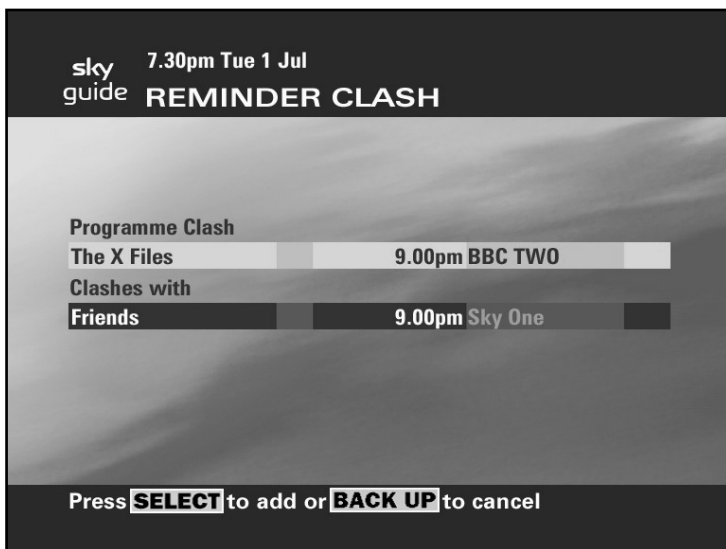 sky guide
7.30pm Tue 1 Jul
REMINDER CLASH
Programme Clash
The X Files 9.00pm BBC TWO
Clashes with
Friends 9.00pm Sky One
Press SELECT to add or BACK UP to cancel